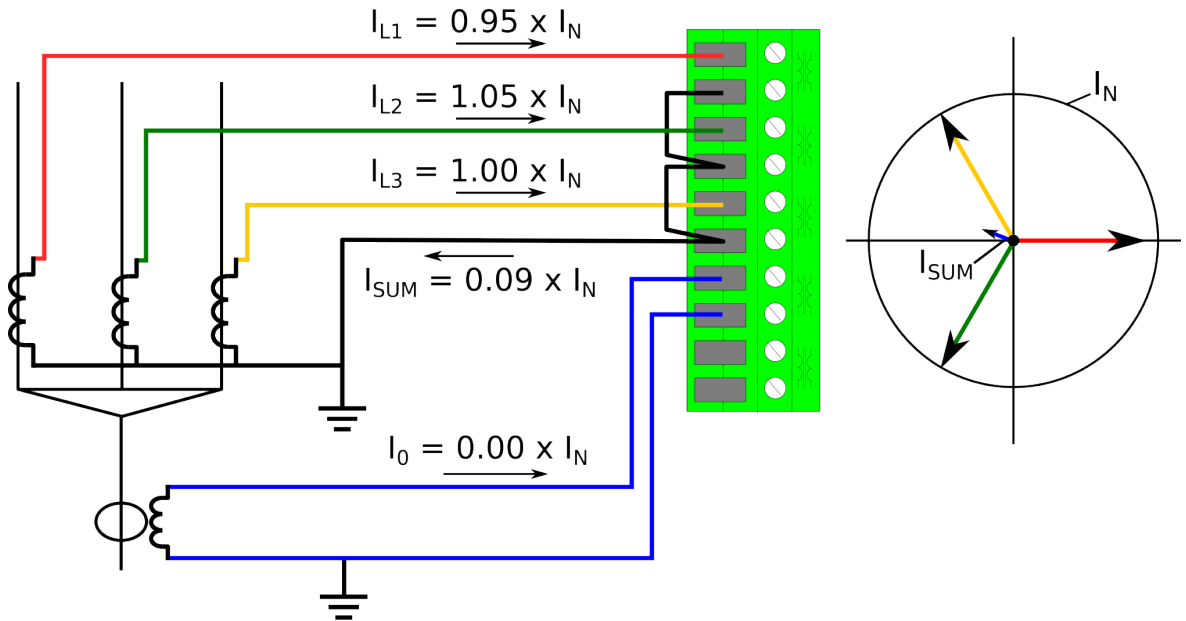 I_L1 = 0.95 x I_N
I_L2 = 1.05 x I_N
I_L3 = 1.00 x I_N
I_SUM = 0.09 x I_N
I_0 = 0.00 x I_N
I_N
I_SUM